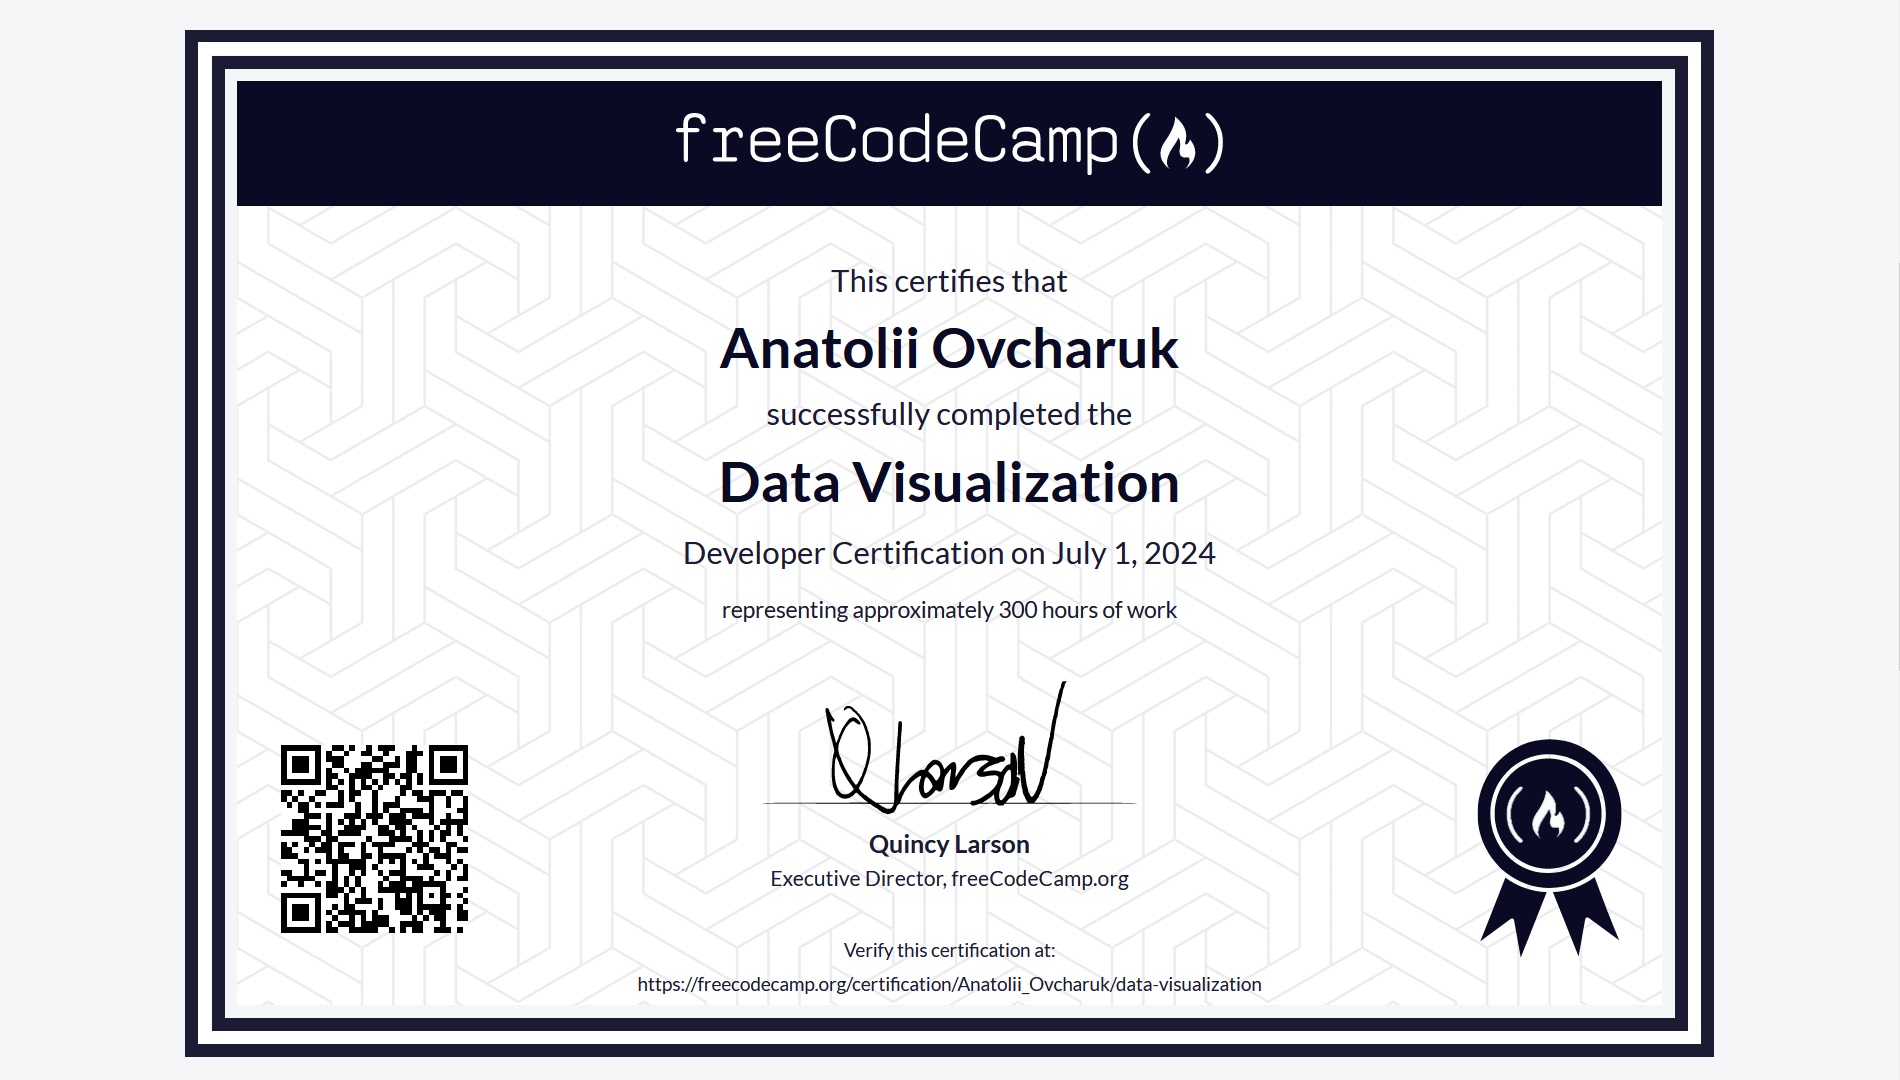 freeCodeCamp
This certifies that
Anatolii Ovcharuk
successfully completed the
Data Visualization
Developer Certification on July 1, 2024
representing approximately 300 hours of work
Quincy Larson
Executive Director, freeCodeCamp.org
Verify this certification at:
https://freecodecamp.org/certification/Anatolii_Ovcharuk/data-visualization